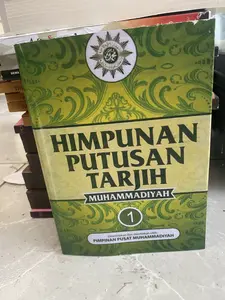 HIMPUNAN
PUTUSAN
TARJIH
MUHAMMADIYAH
1
PIMPINAN PUSAT MUHAMMADIYAH